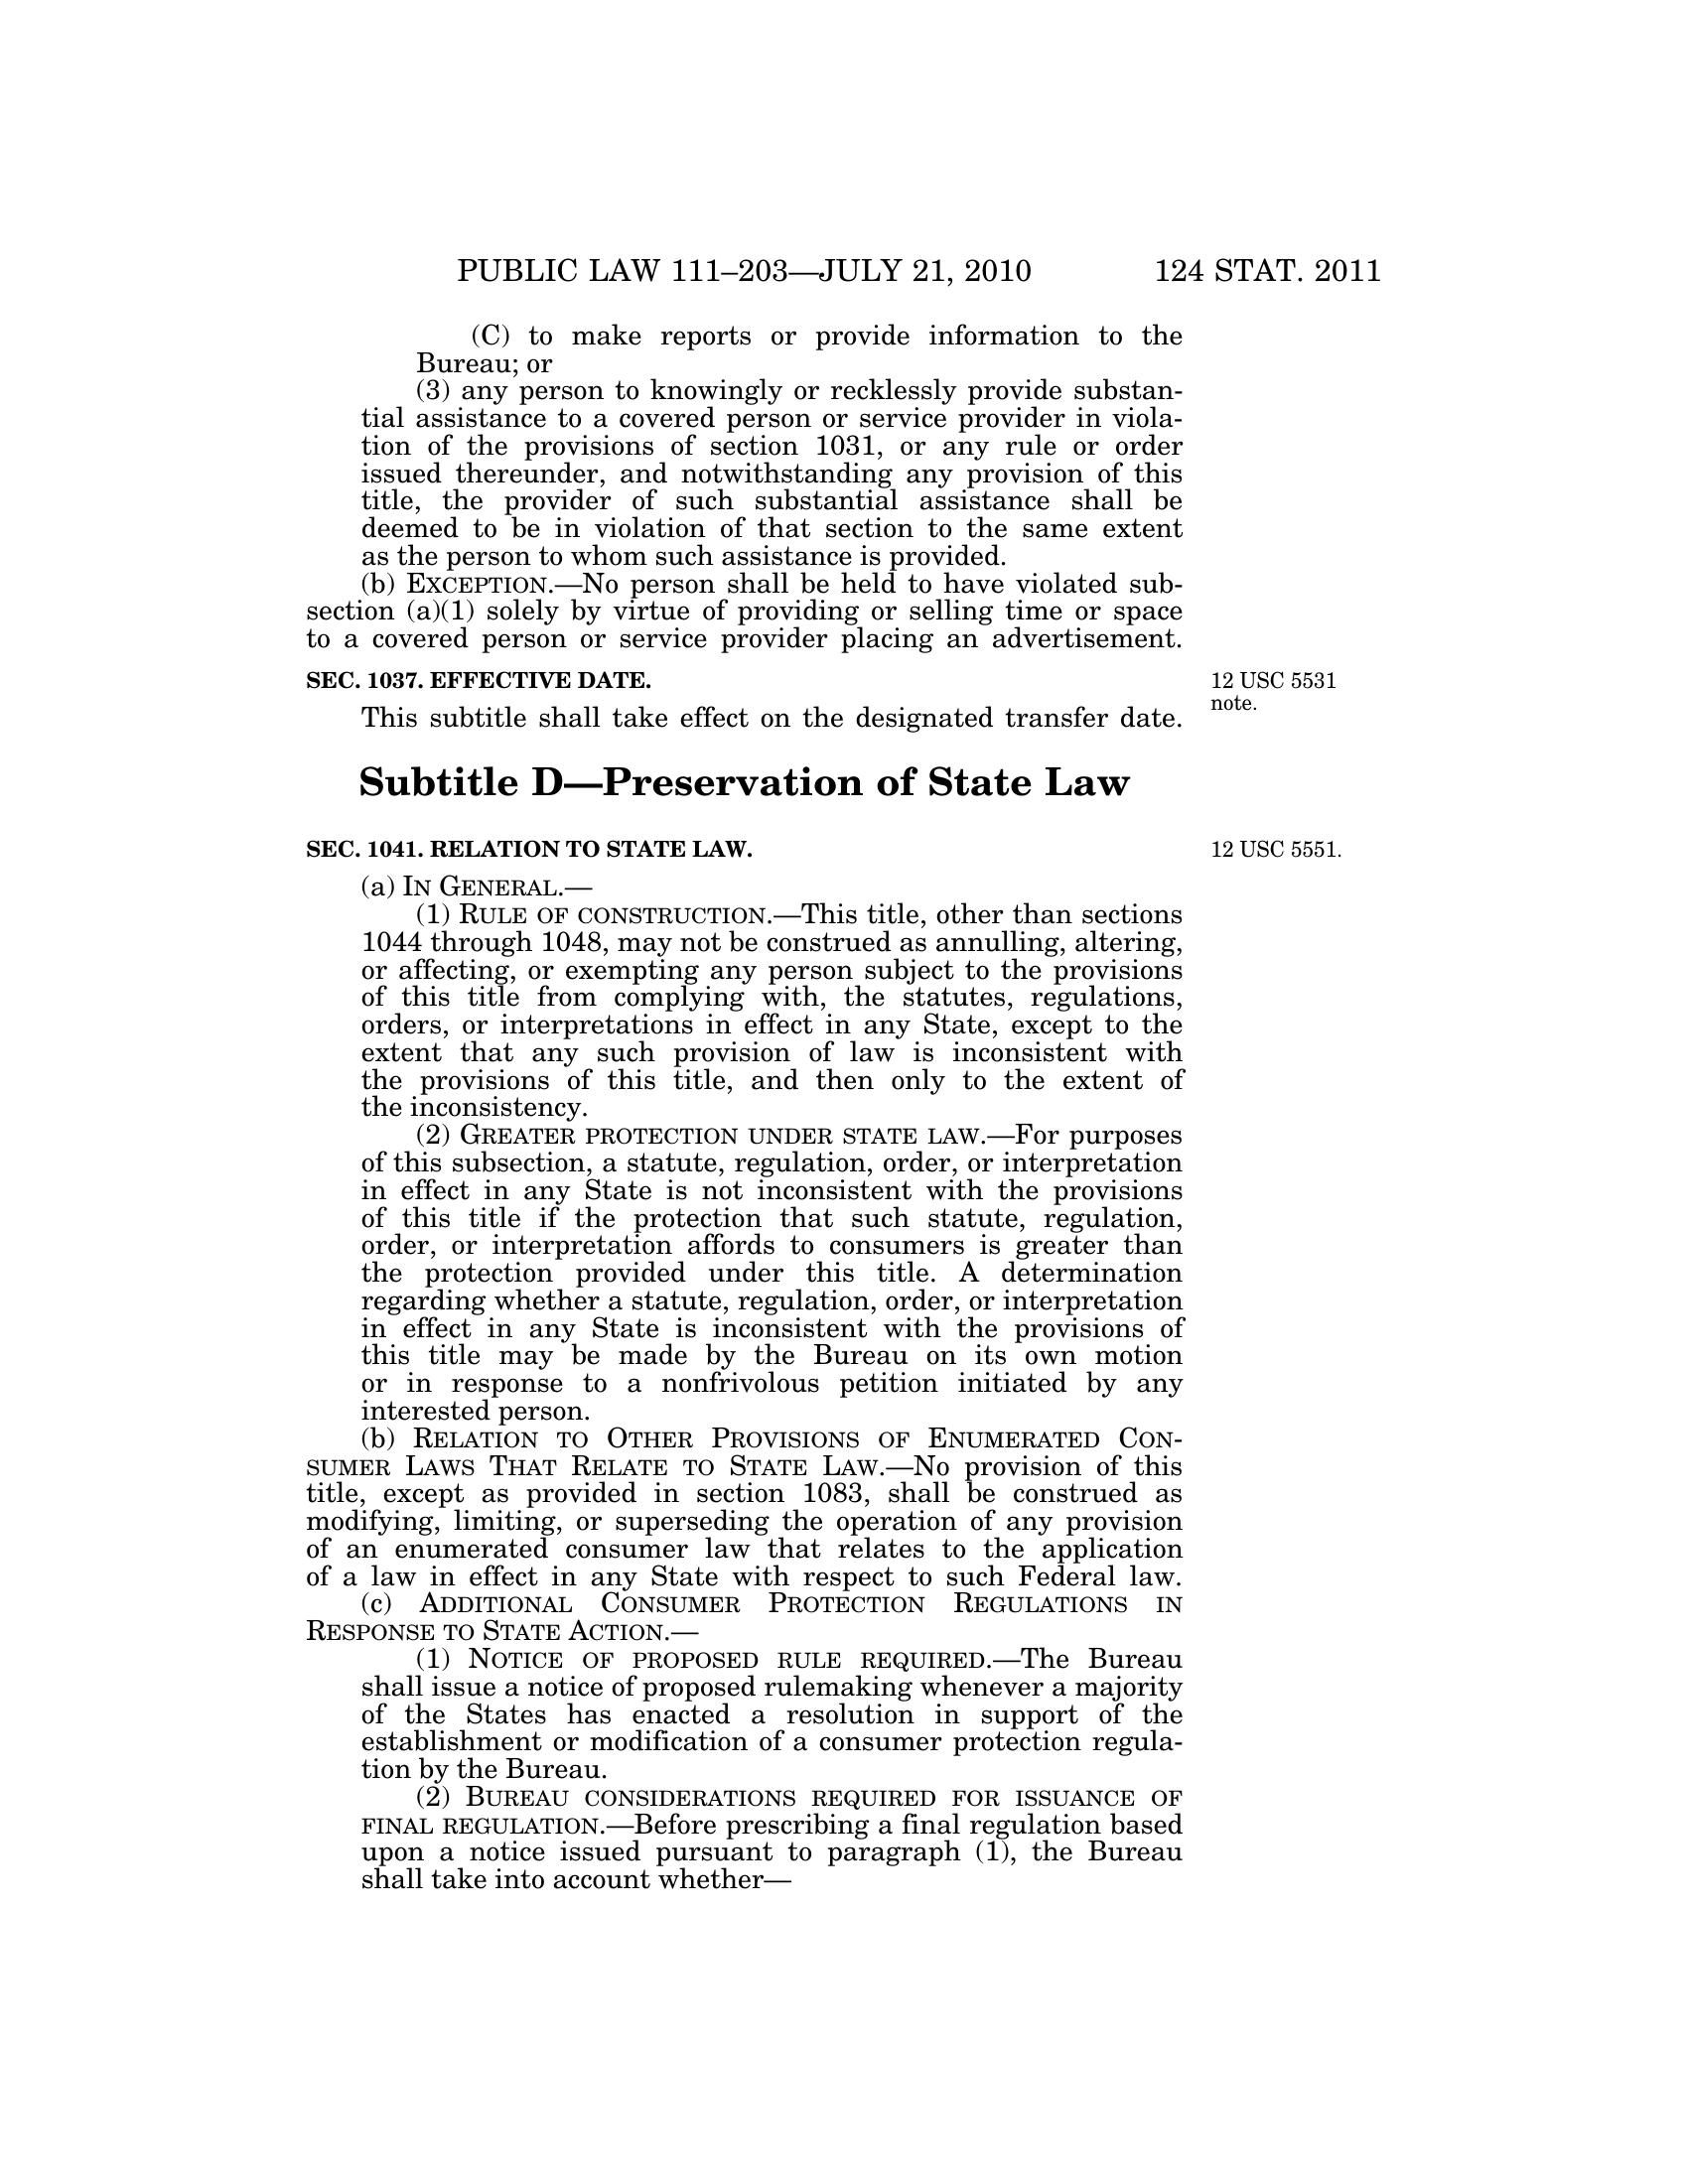 PUBLIC LAW 111–203—JULY 21, 2010 124 STAT. 2011
(C) to make reports or provide information to the
Bureau; or
(3) any person to knowingly or recklessly provide substan-
tial assistance to a covered person or service provider in viola-
tion of the provisions of section 1031, or any rule or order
issued thereunder, and notwithstanding any provision of this
title, the provider of such substantial assistance shall be
deemed to be in violation of that section to the same extent
as the person to whom such assistance is provided.
(b) EXCEPTION.—No person shall be held to have violated sub-
section (a)(1) solely by virtue of providing or selling time or space
to a covered person or service provider placing an advertisement.
SEC. 1037. EFFECTIVE DATE.
12 USC 5531
note.
This subtitle shall take effect on the designated transfer date.
Subtitle D—Preservation of State Law
SEC. 1041. RELATION TO STATE LAW.
12 USC 5551.
(a) IN GENERAL.—
(1) RULE OF CONSTRUCTION.—This title, other than sections
1044 through 1048, may not be construed as annulling, altering,
or affecting, or exempting any person subject to the provisions
of this title from complying with, the statutes, regulations,
orders, or interpretations in effect in any State, except to the
extent that any such provision of law is inconsistent with
the provisions of this title, and then only to the extent of
the inconsistency.
(2) GREATER PROTECTION UNDER STATE LAW.—For purposes
of this subsection, a statute, regulation, order, or interpretation
in effect in any State is not inconsistent with the provisions
of this title if the protection that such statute, regulation,
order, or interpretation affords to consumers is greater than
the protection provided under this title. A determination
regarding whether a statute, regulation, order, or interpretation
in effect in any State is inconsistent with the provisions of
this title may be made by the Bureau on its own motion
or in response to a nonfrivolous petition initiated by any
interested person.
(b) RELATION TO OTHER PROVISIONS OF ENUMERATED CON-
SUMER LAWS THAT RELATE TO STATE LAW.—No provision of this
title, except as provided in section 1083, shall be construed as
modifying, limiting, or superseding the operation of any provision
of an enumerated consumer law that relates to the application
of a law in effect in any State with respect to such Federal law.
(c) ADDITIONAL CONSUMER PROTECTION REGULATIONS IN
RESPONSE TO STATE ACTION.—
(1) NOTICE OF PROPOSED RULE REQUIRED.—The Bureau
shall issue a notice of proposed rulemaking whenever a majority
of the States has enacted a resolution in support of the
establishment or modification of a consumer protection regula-
tion by the Bureau.
(2) BUREAU CONSIDERATIONS REQUIRED FOR ISSUANCE OF
FINAL REGULATION.—Before prescribing a final regulation based
upon a notice issued pursuant to paragraph (1), the Bureau
shall take into account whether—